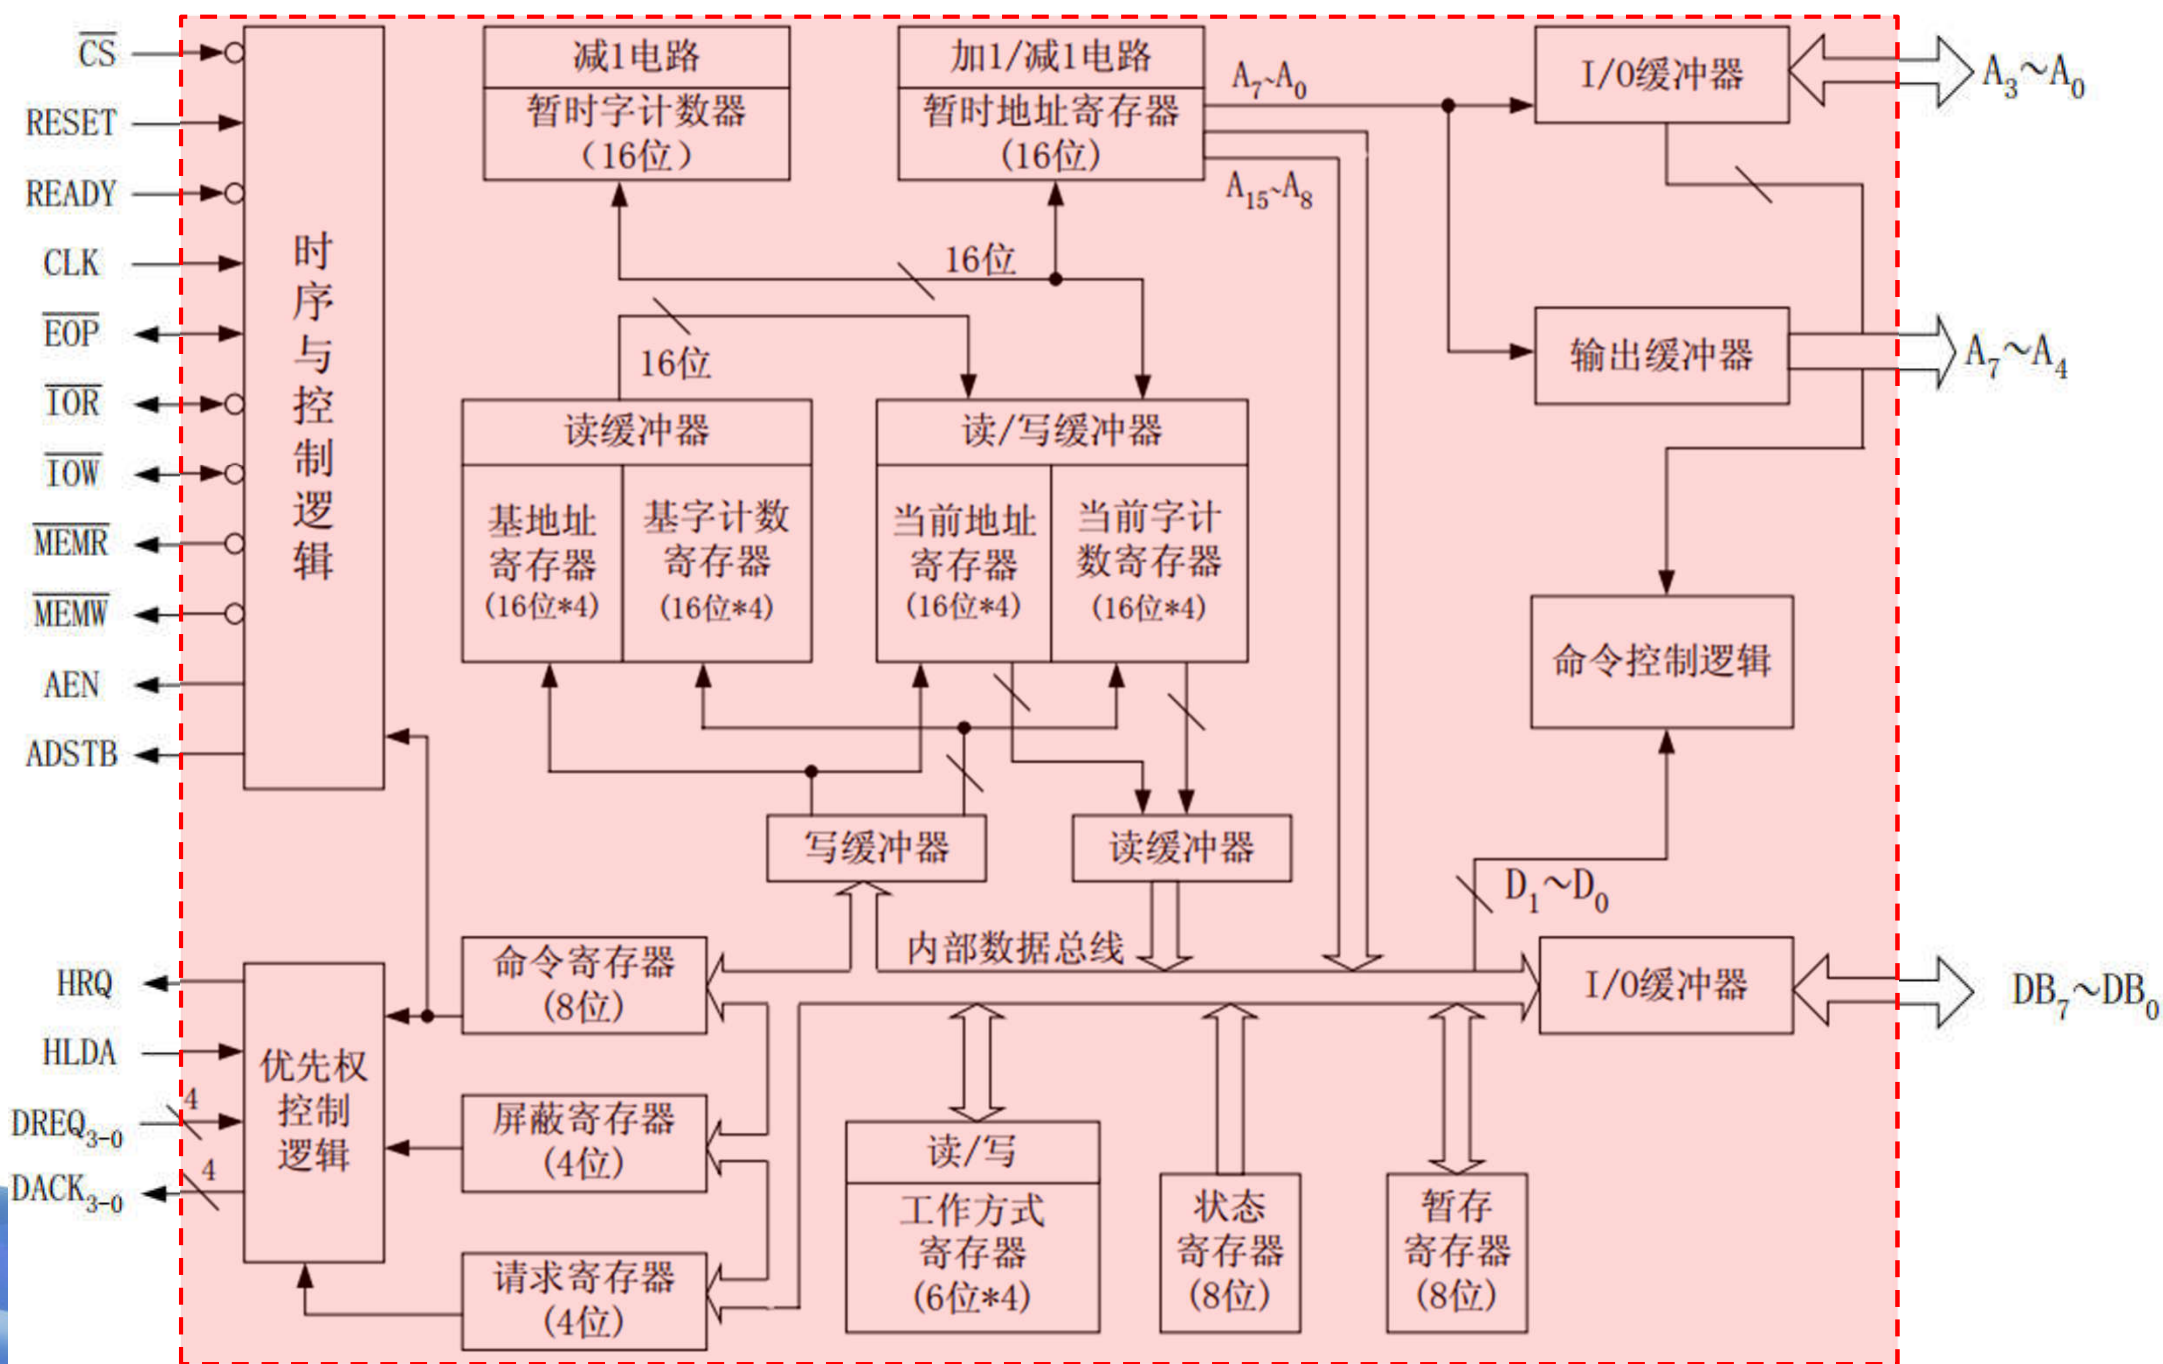 C̅S̅
RESET
READY
CLK
E̅O̅P̅
I̅O̅R̅
I̅O̅W̅
M̅E̅M̅R̅
M̅E̅M̅W̅
AEN
ADSTB
HRQ
HLDA
DREQ₃₋₀
4
DACK₃₋₀
4
时
序
与
控
制
逻
辑
优先权
控制
逻辑
减1电路
暂时字计数器
(16位)
加1/减1电路
暂时地址寄存器
(16位)
A₇~A₀
A₁₅~A₈
16位
16位
读缓冲器
基地址
寄存器
(16位*4)
基字计数
寄存器
(16位*4)
读/写缓冲器
当前地址
寄存器
(16位*4)
当前字计
数寄存器
(16位*4)
写缓冲器
读缓冲器
内部数据总线
命令寄存器
(8位)
屏蔽寄存器
(4位)
请求寄存器
(4位)
读/写
工作方式
寄存器
(6位*4)
状态
寄存器
(8位)
暂存
寄存器
(8位)
I/O缓冲器
A₃~A₀
输出缓冲器
A₇~A₄
命令控制逻辑
D₁~D₀
I/O缓冲器
DB₇~DB₀